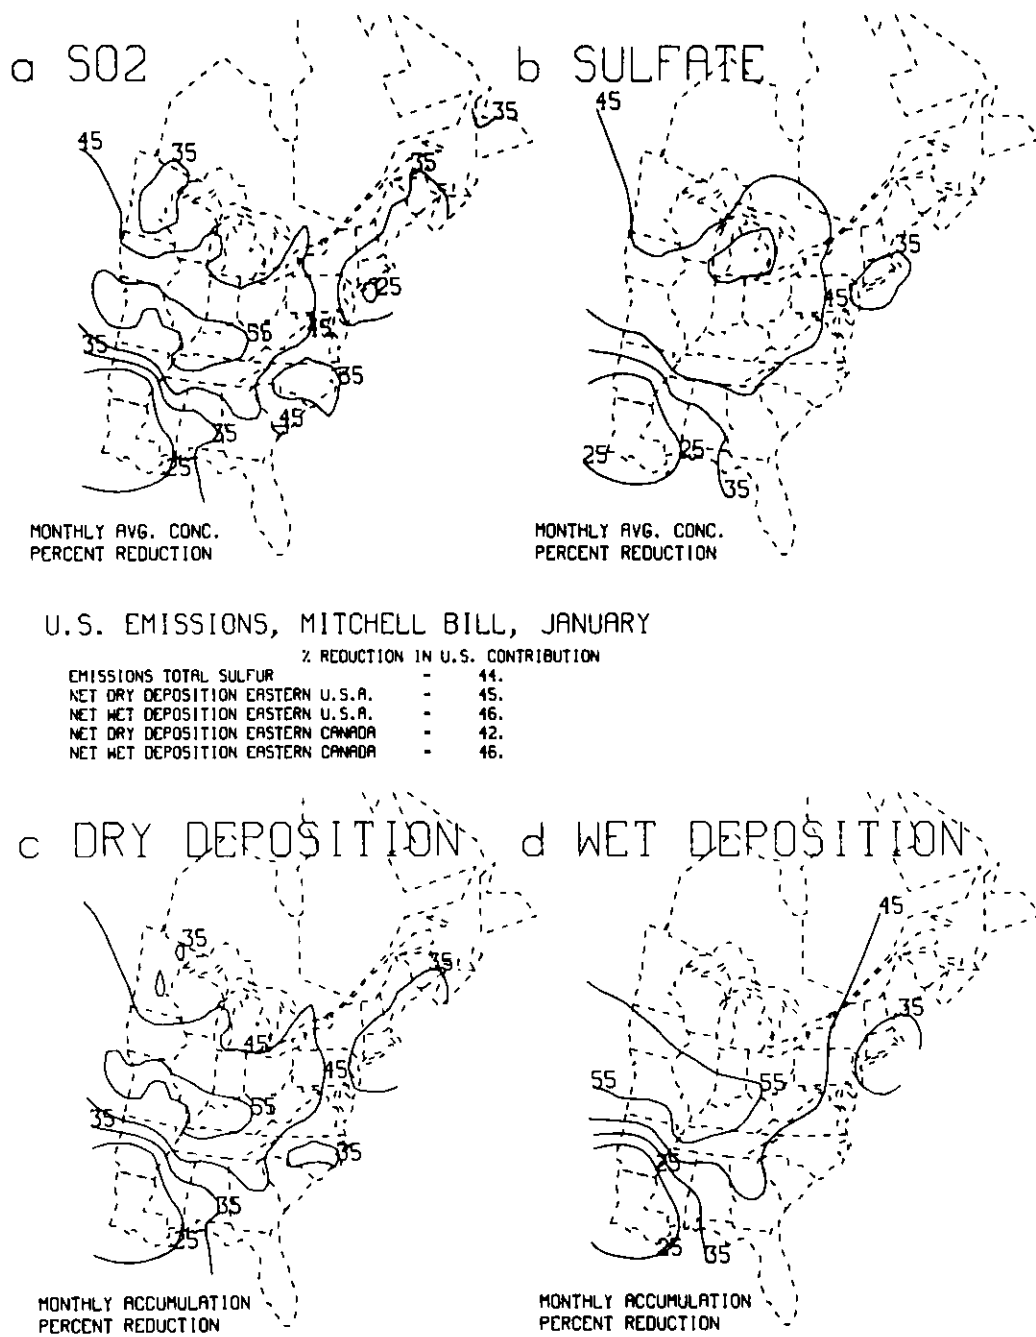 a SO2
b SULFATE
45
35
35
35
45
35
25
35
45
55
35
45
35
35
25
45
35
25
25
35
MONTHLY AVG. CONC.
PERCENT REDUCTION
MONTHLY AVG. CONC.
PERCENT REDUCTION
U.S. EMISSIONS, MITCHELL BILL, JANUARY
% REDUCTION IN U.S. CONTRIBUTION
EMISSIONS TOTAL SULFUR - 44.
NET DRY DEPOSITION EASTERN U.S.A. - 45.
NET WET DEPOSITION EASTERN U.S.A. - 46.
NET DRY DEPOSITION EASTERN CANADA - 42.
NET WET DEPOSITION EASTERN CANADA - 46.
c DRY DEPOSITION
d WET DEPOSITION
35
35
45
45
55
35
35
35
25
45
35
55
55
25
25
35
MONTHLY ACCUMULATION
PERCENT REDUCTION
MONTHLY ACCUMULATION
PERCENT REDUCTION